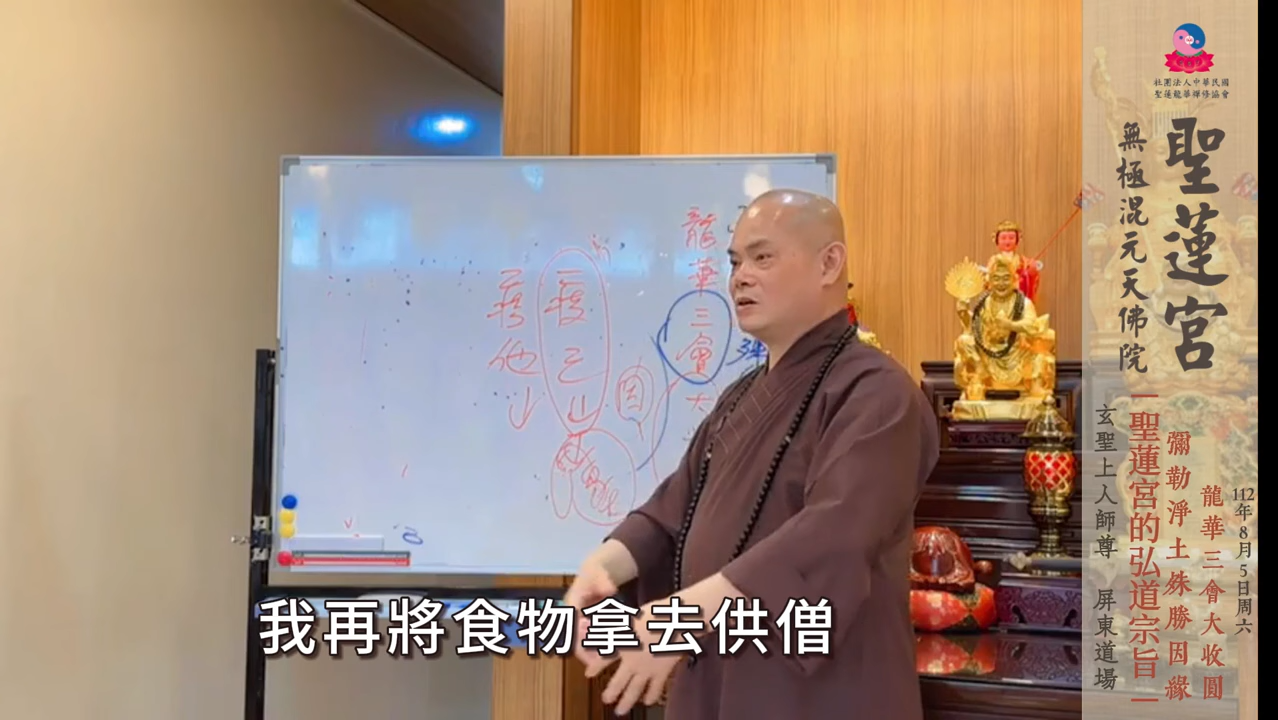 社團法人中華民國
聖蓮龍華禪修協會
聖蓮宮
無極混元天佛院
112年8月5日周六
龍華三會大收圓
彌勒淨土殊勝因緣
聖蓮宮的弘道宗旨
玄聖上人師尊 屏東道場
龍華三會大
因
我再將食物拿去供僧